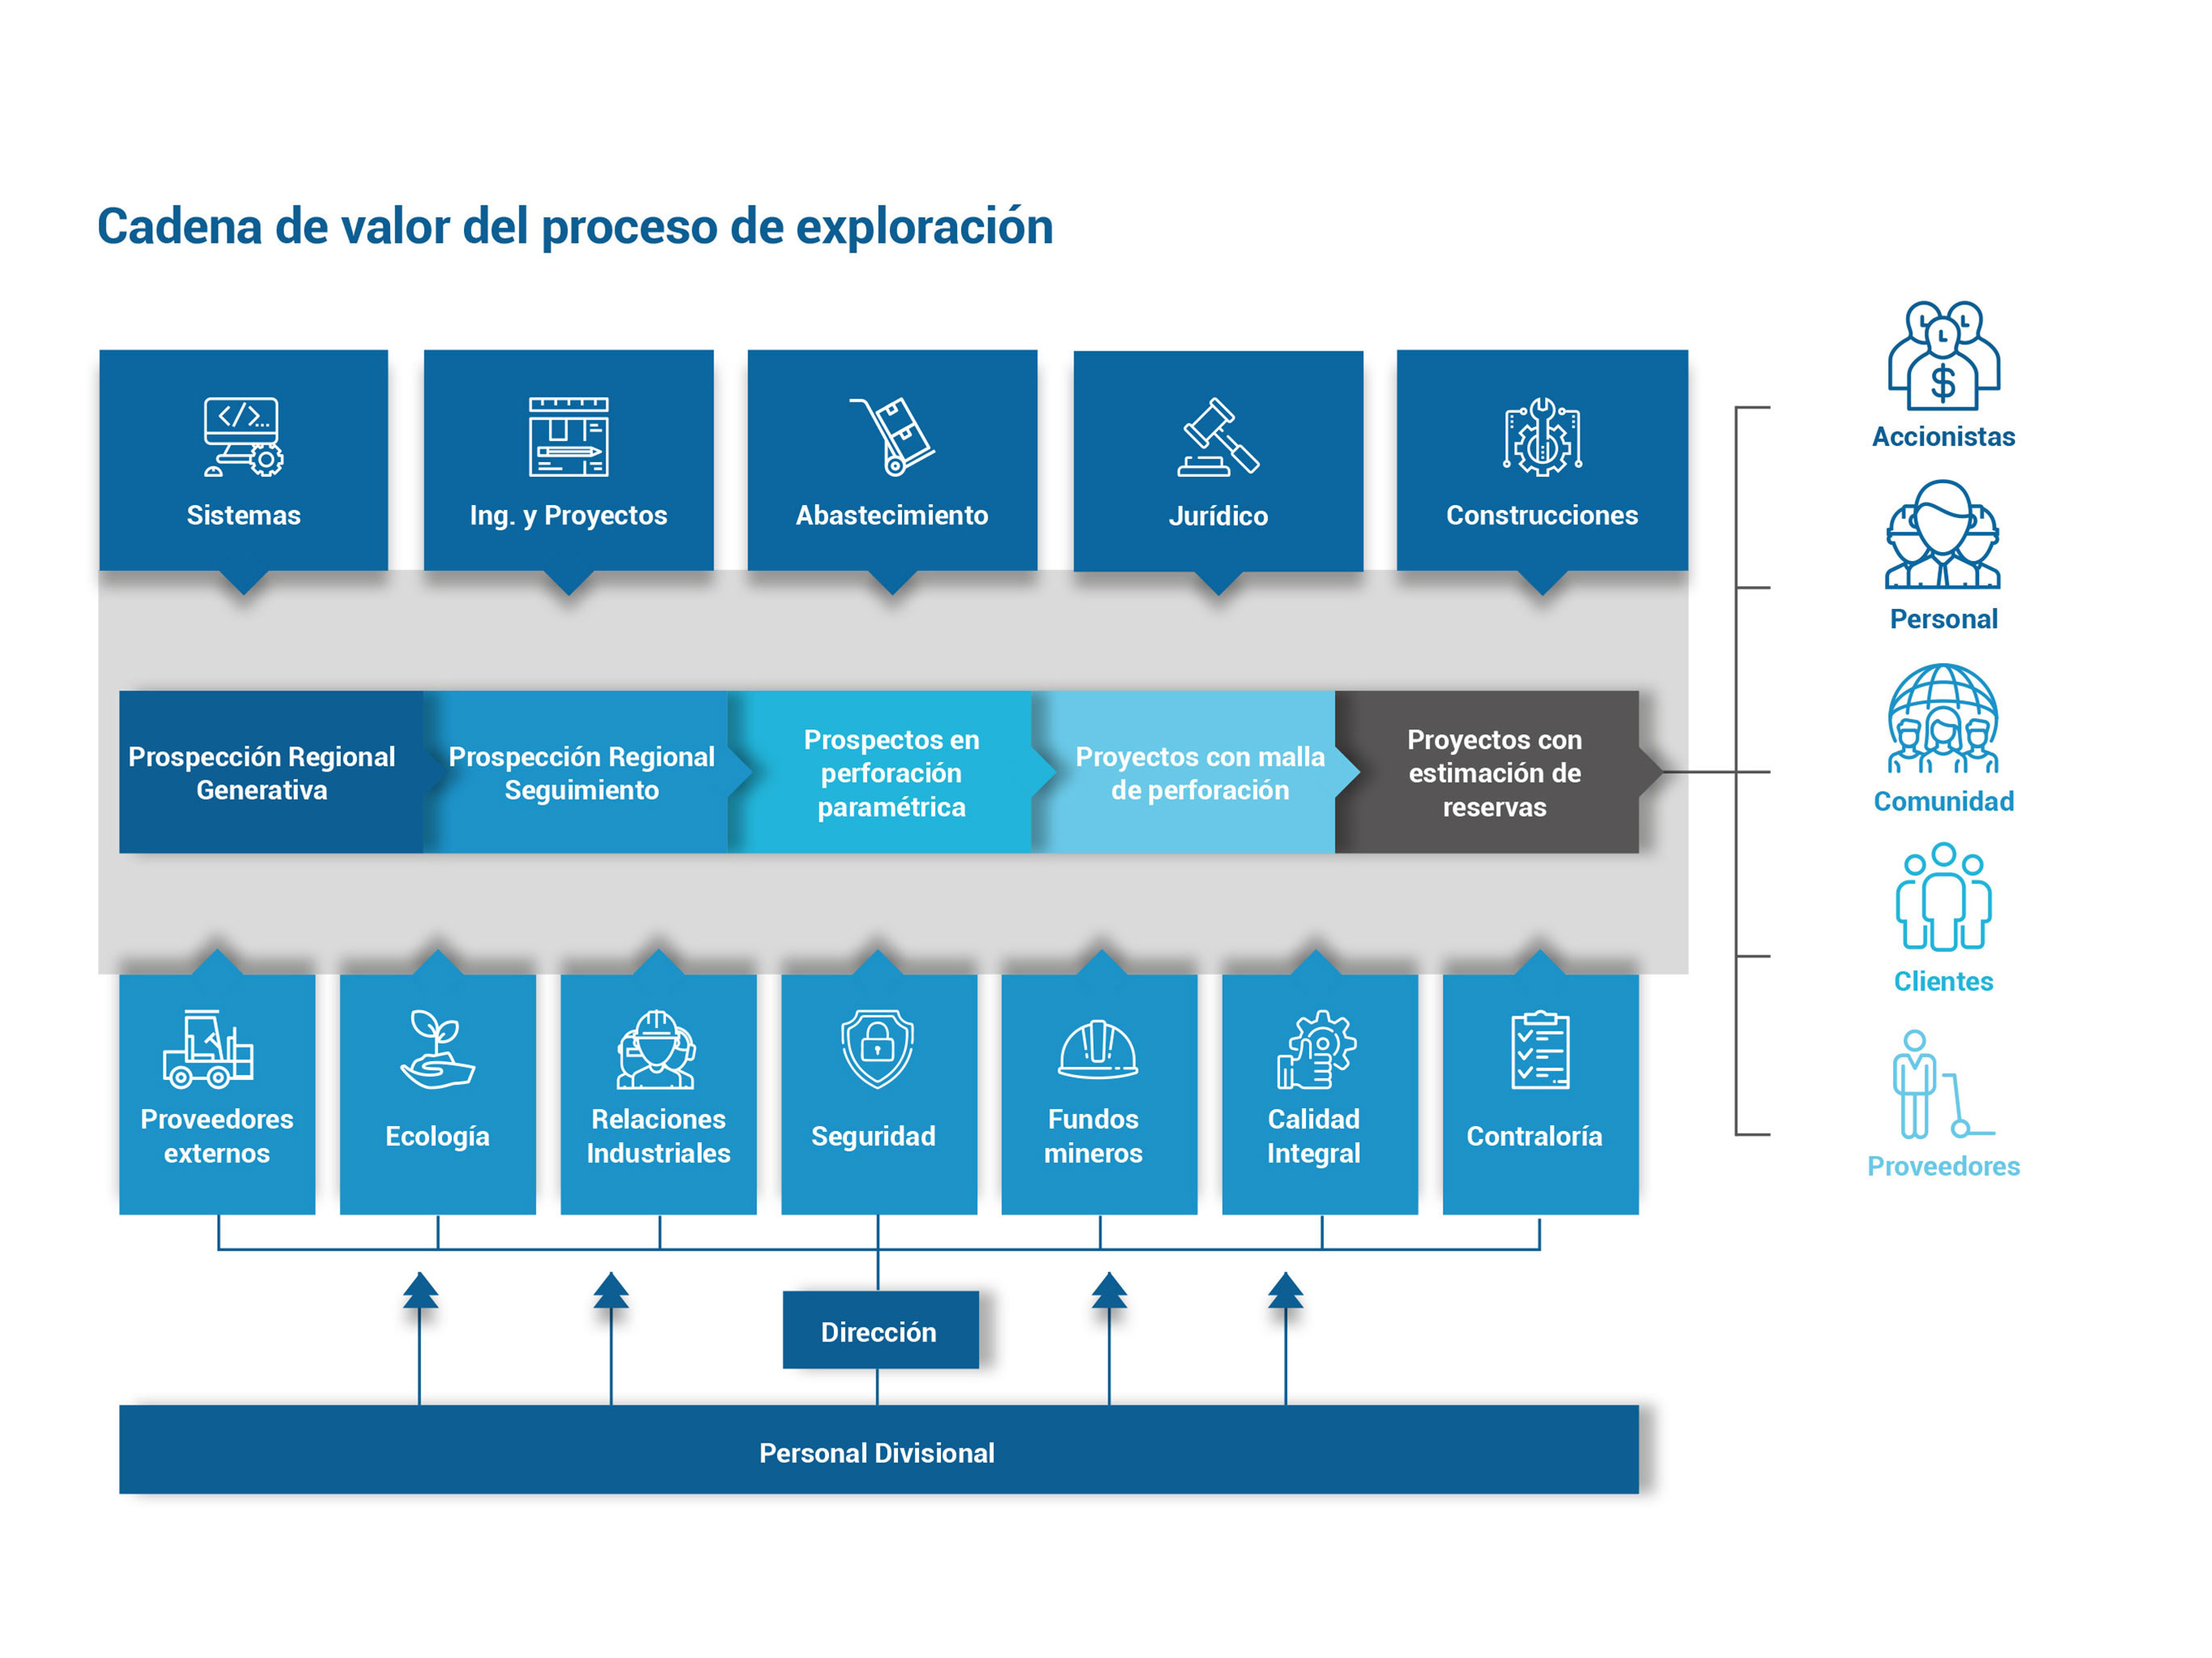 Cadena de valor del proceso de exploración
Sistemas
Ing. y Proyectos
Abastecimiento
Jurídico
Construcciones
Prospección Regional
Generativa
Prospección Regional
Seguimiento
Prospectos en
perforación
paramétrica
Proyectos con malla
de perforación
Proyectos con
estimación de
reservas
Accionistas
Personal
Comunidad
Clientes
Proveedores
Proveedores
externos
Ecología
Relaciones
Industriales
Seguridad
Fundos
mineros
Calidad
Integral
Contraloría
Dirección
Personal Divisional